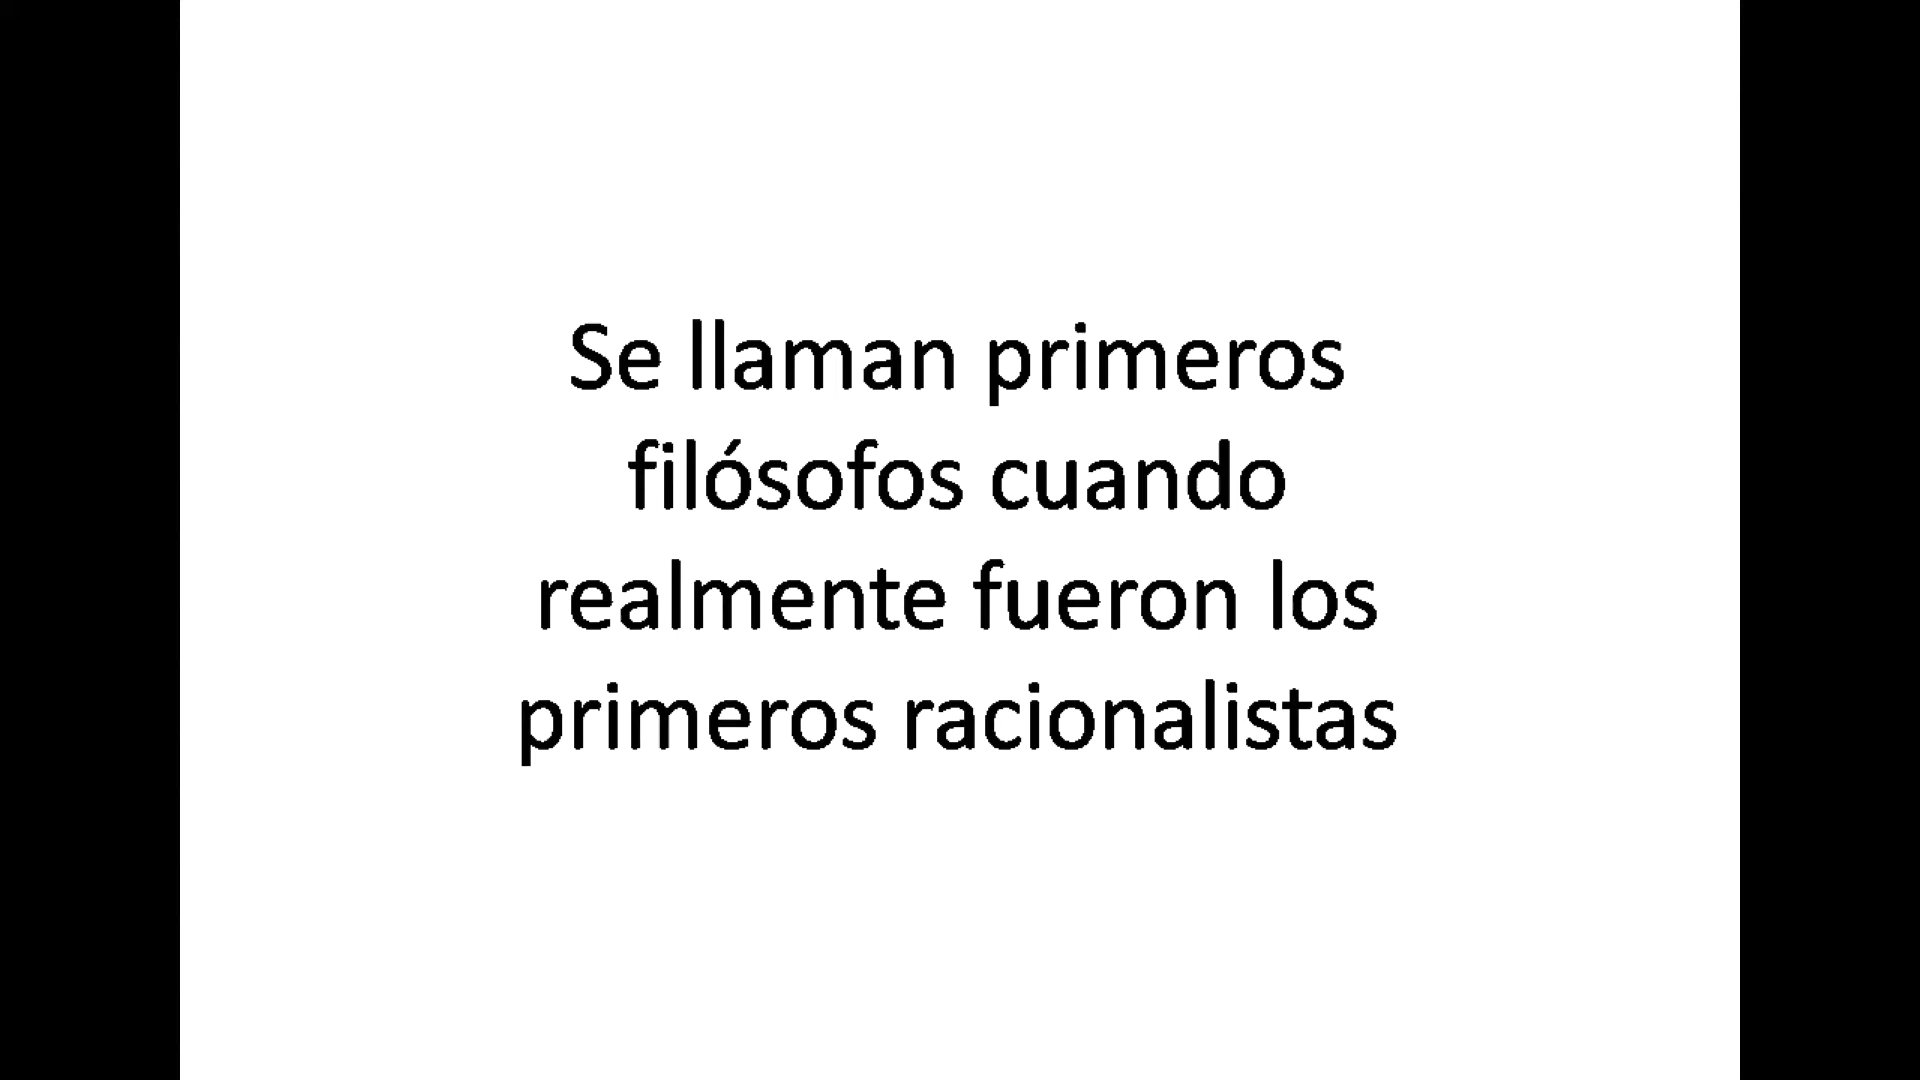 Se llaman primeros
filósofos cuando
realmente fueron los
primeros racionalistas